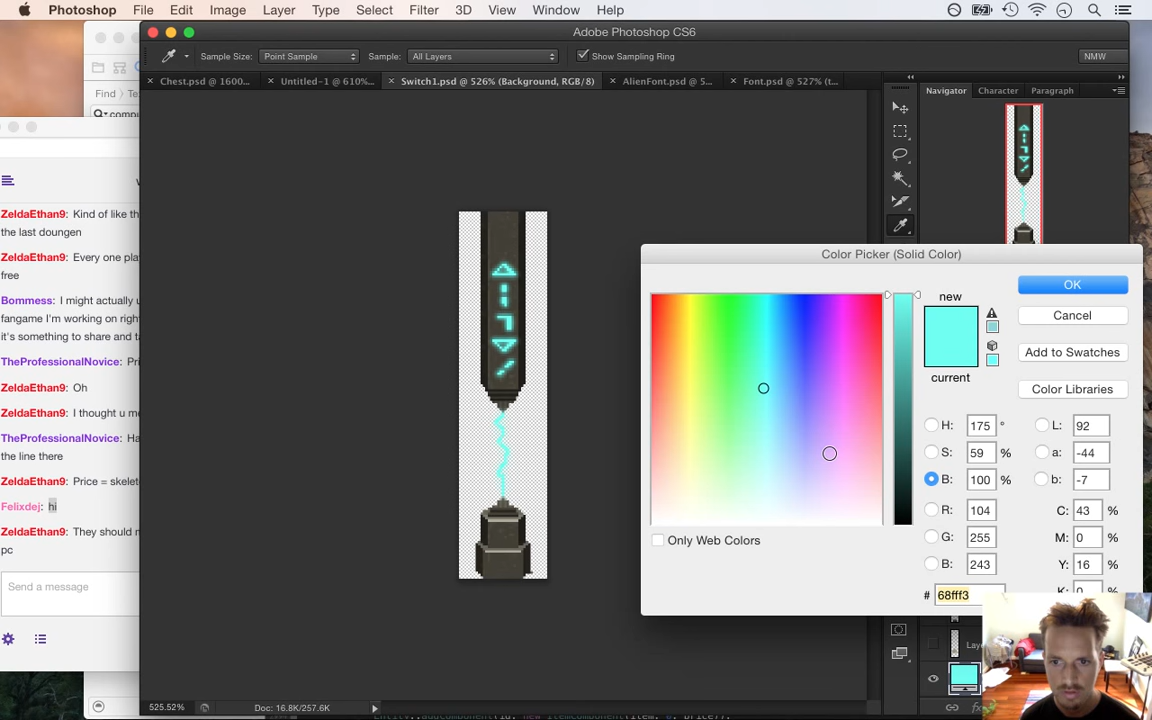 Photoshop File Edit Image Layer Type Select Filter 3D View Window Help
Adobe Photoshop CS6
Sample Size: Point Sample Sample: All Layers Show Sampling Ring NMW
Chest.psd @ 1600... Untitled-1 @ 610%... Switch1.psd @ 526% (Background, RGB/8) AlienFont.psd @ 5... Font.psd @ 527% (t...
Find
Navigator Character Paragraph
ZeldaEthan9: Kind of like th
the last doungen
ZeldaEthan9: Every one pla
free
Bommess: I might actually u
fangame I'm working on right
it's something to share and ta
TheProfessionalNovice: Pri
ZeldaEthan9: Oh
ZeldaEthan9: I thought u me
TheProfessionalNovice: Ha
the line there
ZeldaEthan9: Price = skelet
Felixdej: hi
ZeldaEthan9: They should m
pc
Send a message
Color Picker (Solid Color)
new
current
OK
Cancel
Add to Swatches
Color Libraries
H: 175 ° L: 92
S: 59 % a: -44
B: 100 % b: -7
R: 104 C: 43 %
G: 255 M: 0 %
B: 243 Y: 16 %
# 68fff3 K:
Only Web Colors
525.52% Doc: 16.8K/257.6K